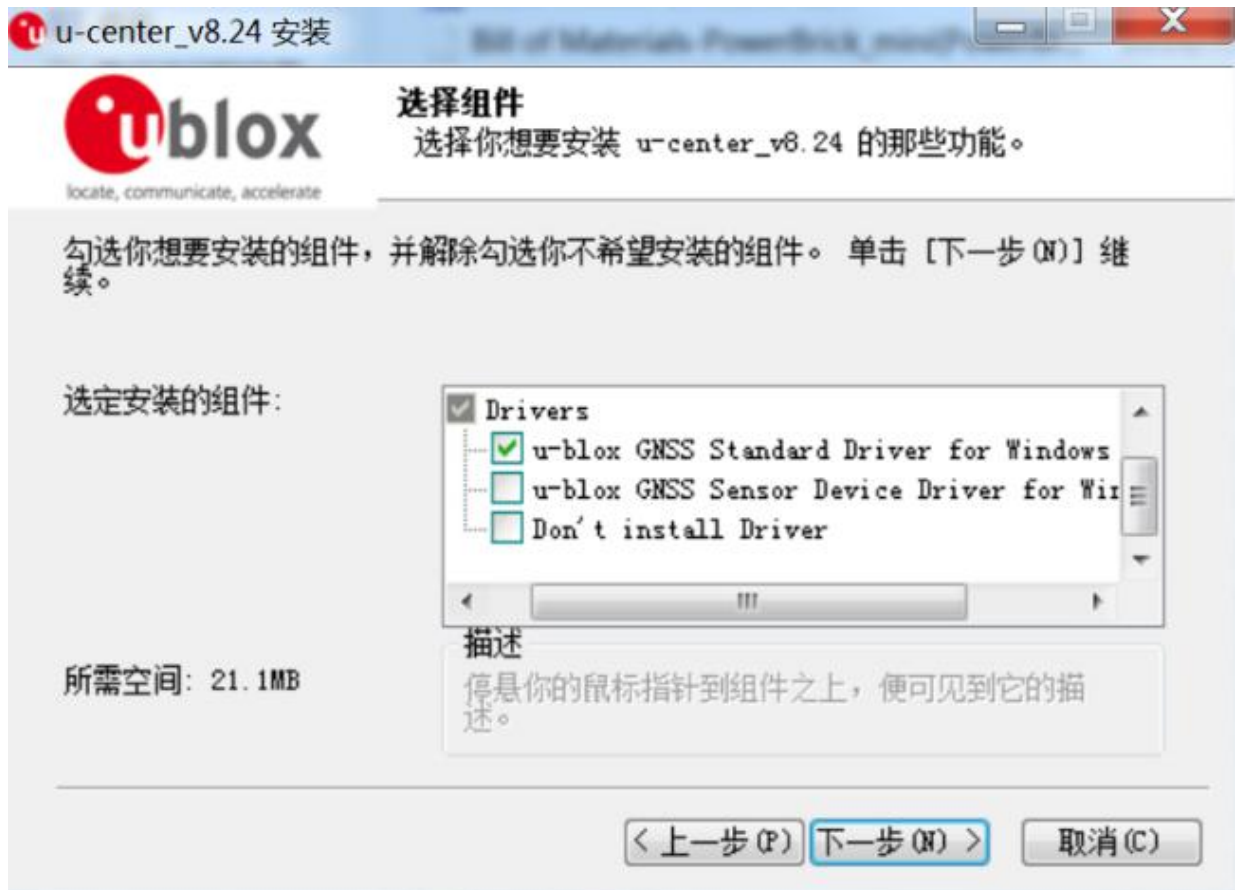 u-center_v8.24 安装
Bill of Materials-PowerBrick_mini(P
ublox
locate, communicate, accelerate
选择组件
选择你想要安装 u-center_v8.24 的那些功能。
勾选你想要安装的组件，并解除勾选你不希望安装的组件。 单击 [下一步(N)] 继
续。
选定安装的组件:
Drivers
u-blox GNSS Standard Driver for Windows
u-blox GNSS Sensor Device Driver for Wir
Don't install Driver
描述
所需空间: 21.1MB
停悬你的鼠标指针到组件之上，便可见到它的描
述。
< 上一步(P)
下一步(N) >
取消(C)